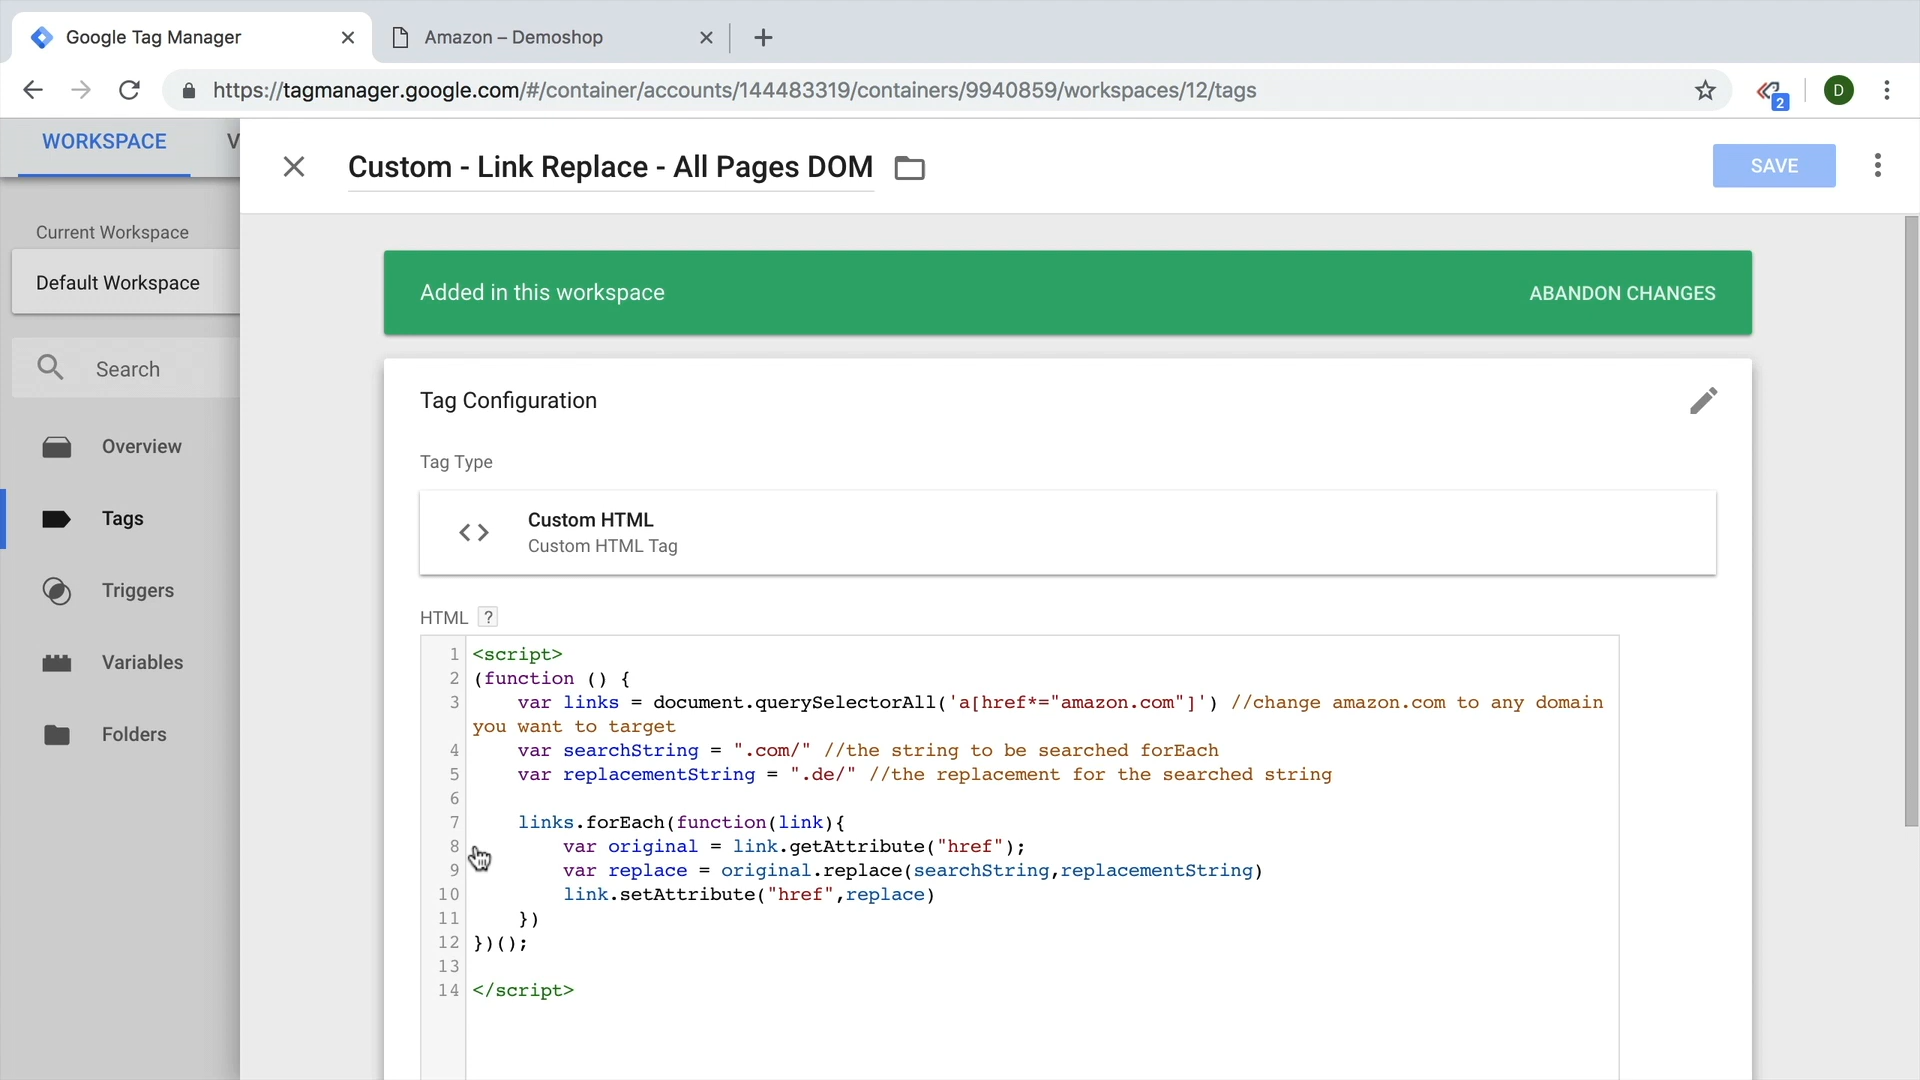 Google Tag Manager
Amazon – Demoshop
https://tagmanager.google.com/#/container/accounts/144483319/containers/9940859/workspaces/12/tags
2
D
WORKSPACE
V
Custom - Link Replace - All Pages DOM
SAVE
Current Workspace
Default Workspace
Search
Overview
Tags
Triggers
Variables
Folders
Added in this workspace
ABANDON CHANGES
Tag Configuration
Tag Type
Custom HTML
Custom HTML Tag
HTML ?
1 <script>
2 (function () {
3     var links = document.querySelectorAll('a[href*="amazon.com"]') //change amazon.com to any domain
you want to target
4     var searchString = ".com/" //the string to be searched forEach
5     var replacementString = ".de/" //the replacement for the searched string
6
7     links.forEach(function(link){
8         var original = link.getAttribute("href");
9         var replace = original.replace(searchString,replacementString)
10         link.setAttribute("href",replace)
11     })
12 })();
13
14 </script>